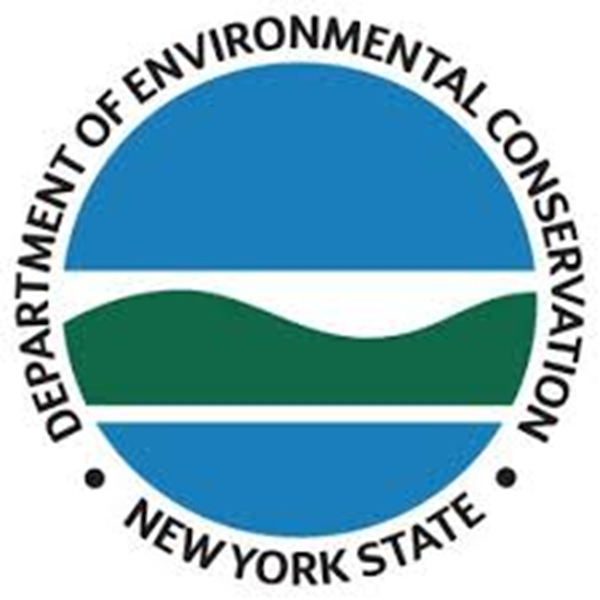 DEPARTMENT OF ENVIRONMENTAL CONSERVATION
• NEW YORK STATE •